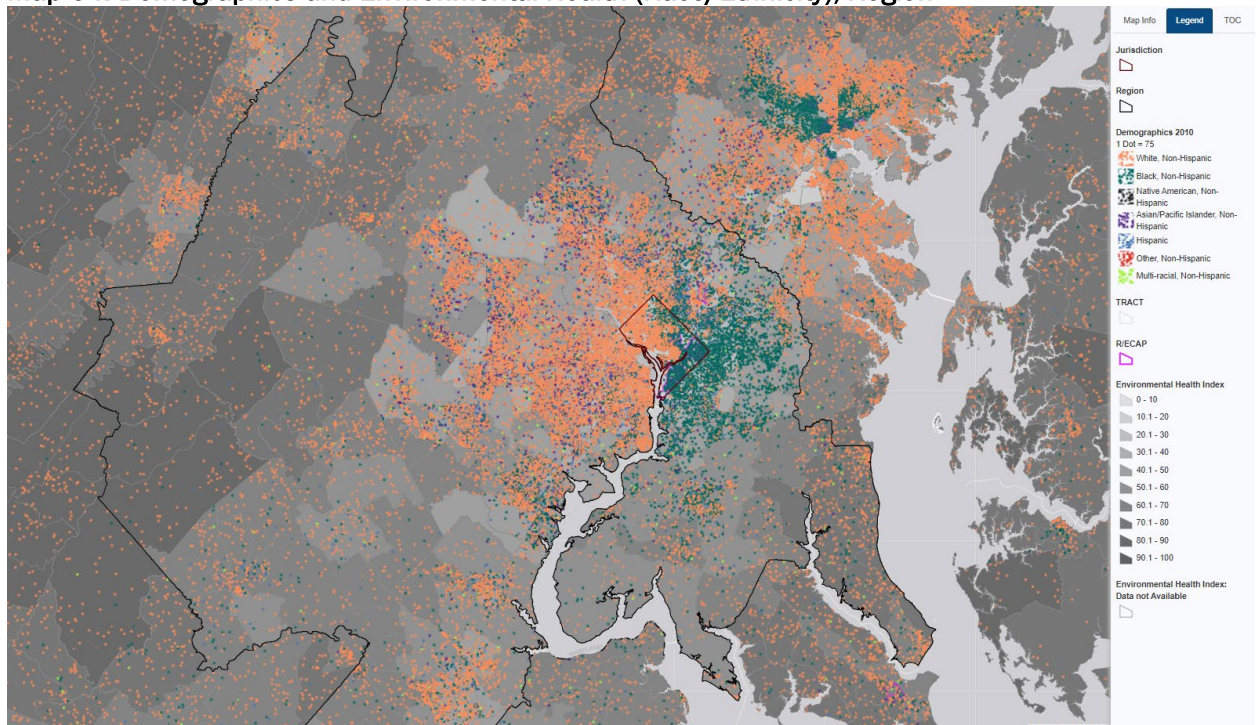 Map Info Legend TOC
Jurisdiction
Region
Demographics 2010
1 Dot = 75
White, Non-Hispanic
Black, Non-Hispanic
Native American, Non-
Hispanic
Asian/Pacific Islander, Non-
Hispanic
Hispanic
Other, Non-Hispanic
Multi-racial, Non-Hispanic
TRACT
R/ECAP
Environmental Health Index
0 - 10
10.1 - 20
20.1 - 30
30.1 - 40
40.1 - 50
50.1 - 60
60.1 - 70
70.1 - 80
80.1 - 90
90.1 - 100
Environmental Health Index:
Data not Available